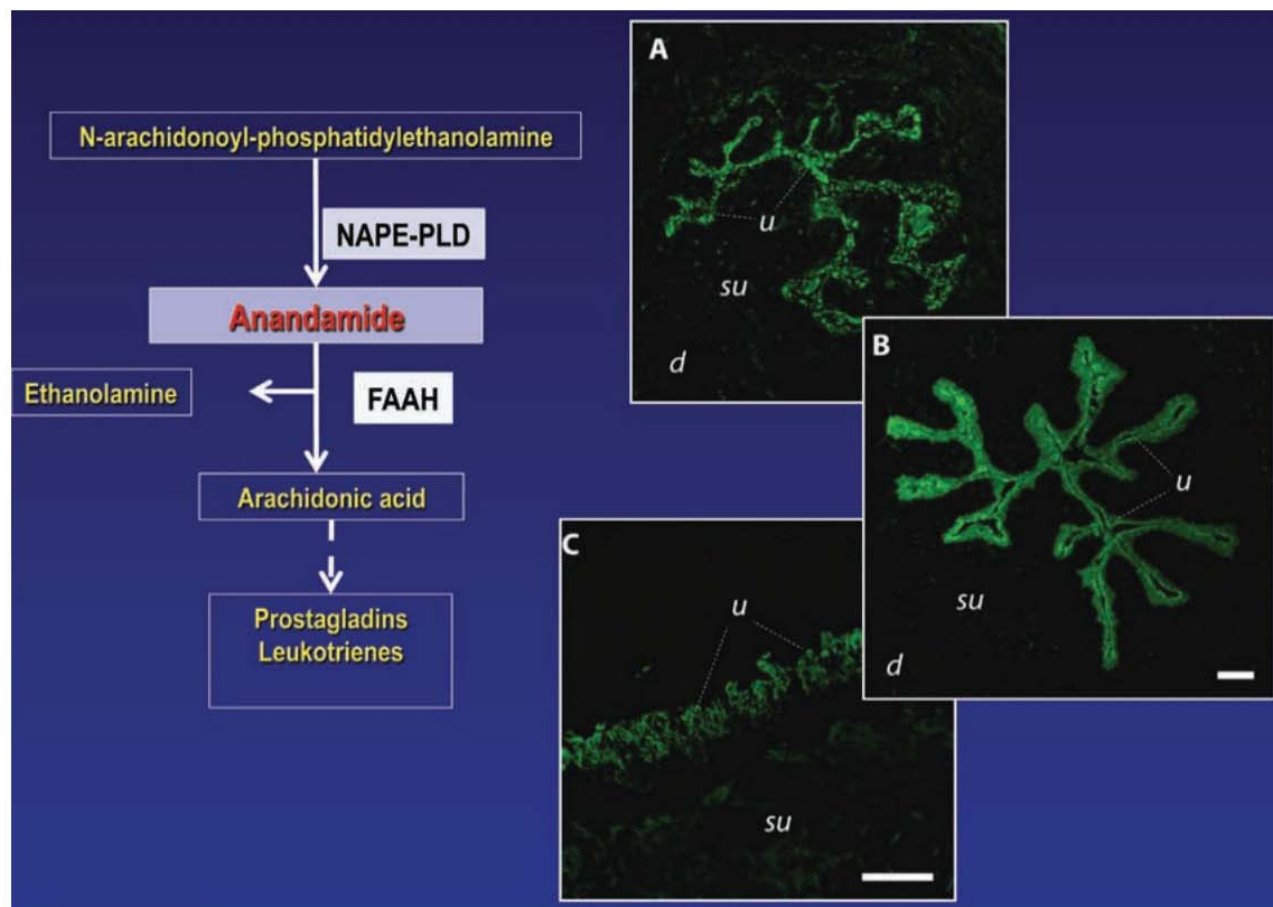 N-arachidonoyl-phosphatidylethanolamine
NAPE-PLD
Anandamide
Ethanolamine
FAAH
Arachidonic acid
Prostagladins
Leukotrienes
A
u
su
d
B
u
su
d
C
u
su